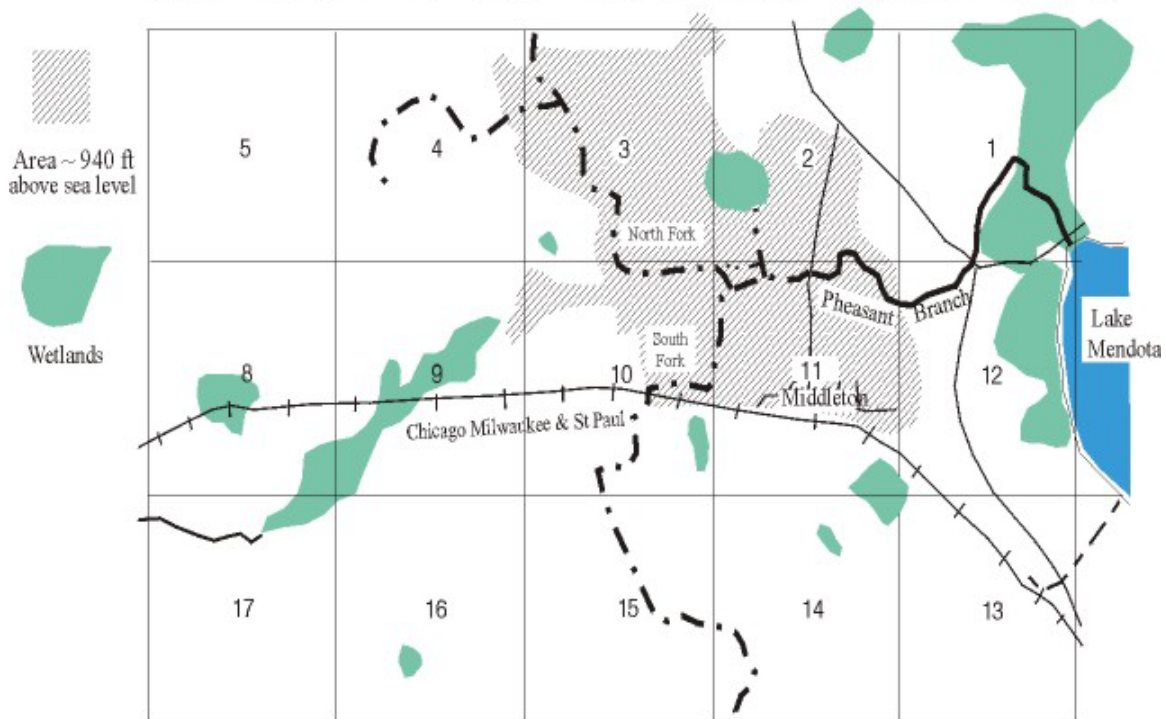 Area ~ 940 ft
above sea level
Wetlands
5
4
3
2
1
North Fork
Pheasant
Branch
South
Fork
Lake
Mendota
8
9
10
11
12
Middleton
Chicago Milwaukee & St Paul
17
16
15
14
13